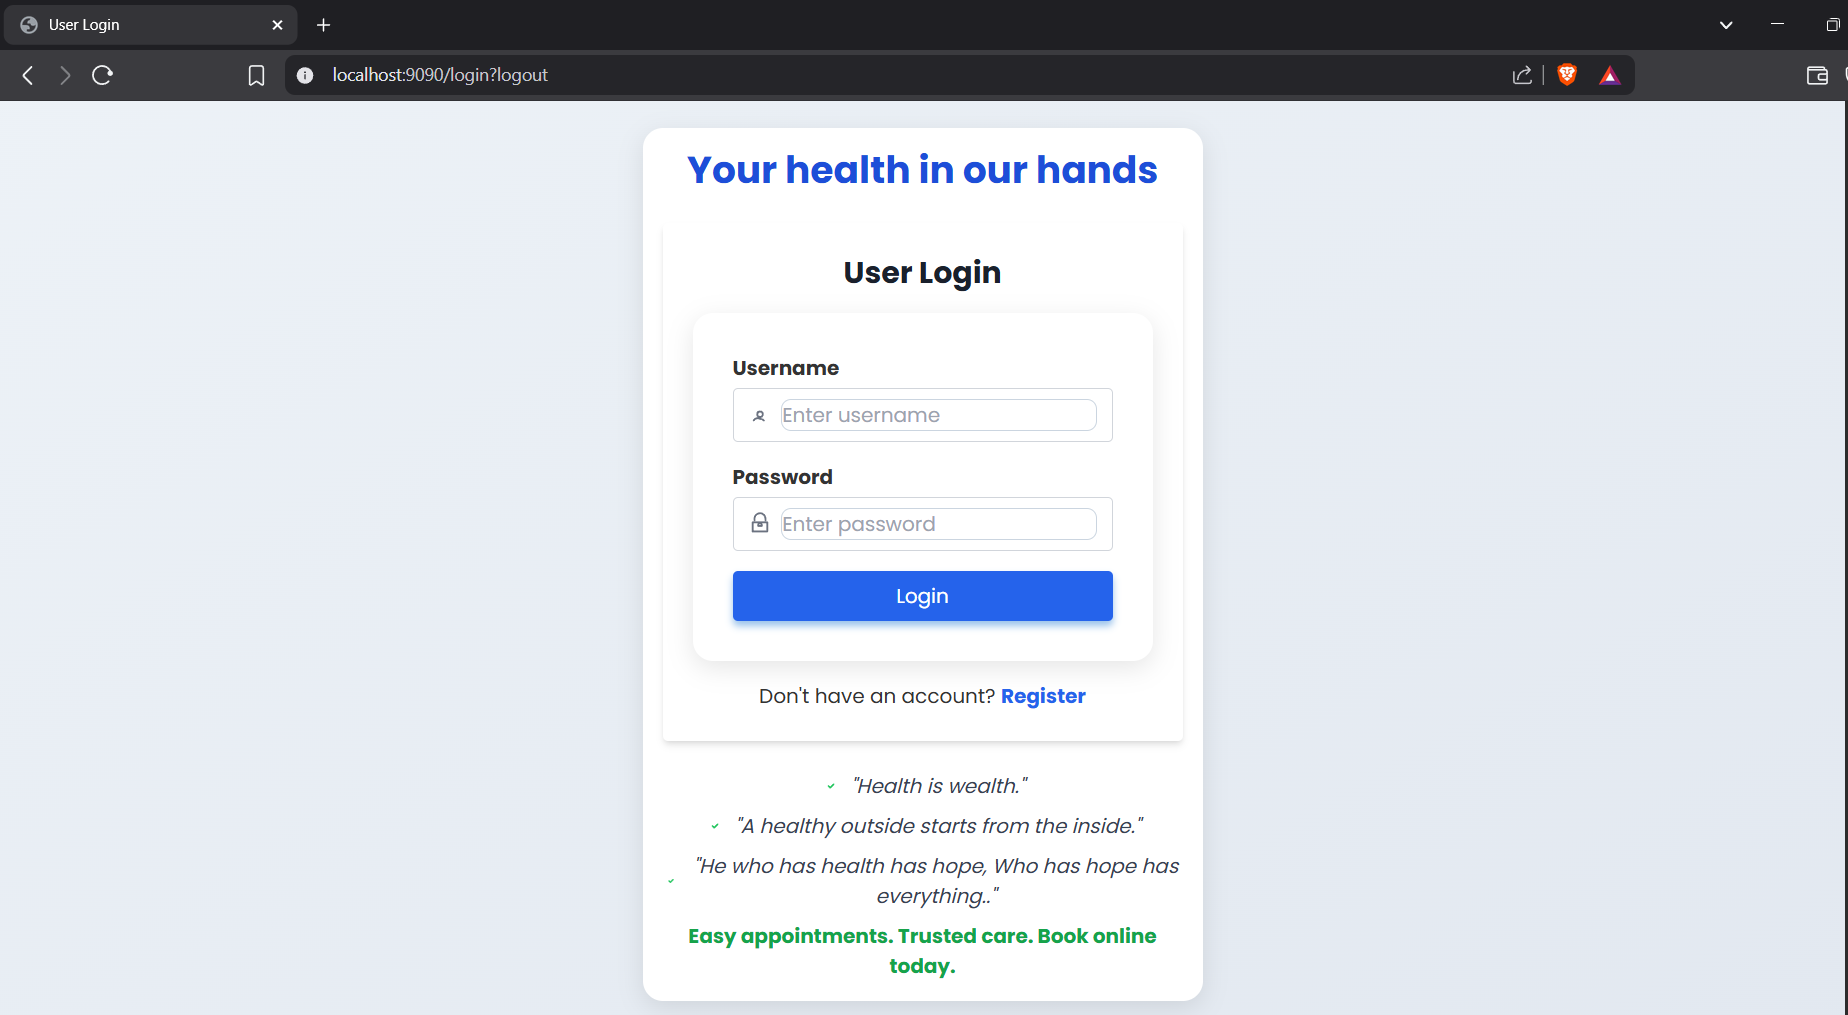 User Login
localhost:9090/login?logout
Your health in our hands
User Login
Username
Enter username
Password
Enter password
Login
Don't have an account? Register
"Health is wealth."
"A healthy outside starts from the inside."
"He who has health has hope, Who has hope has
everything.."
Easy appointments. Trusted care. Book online
today.